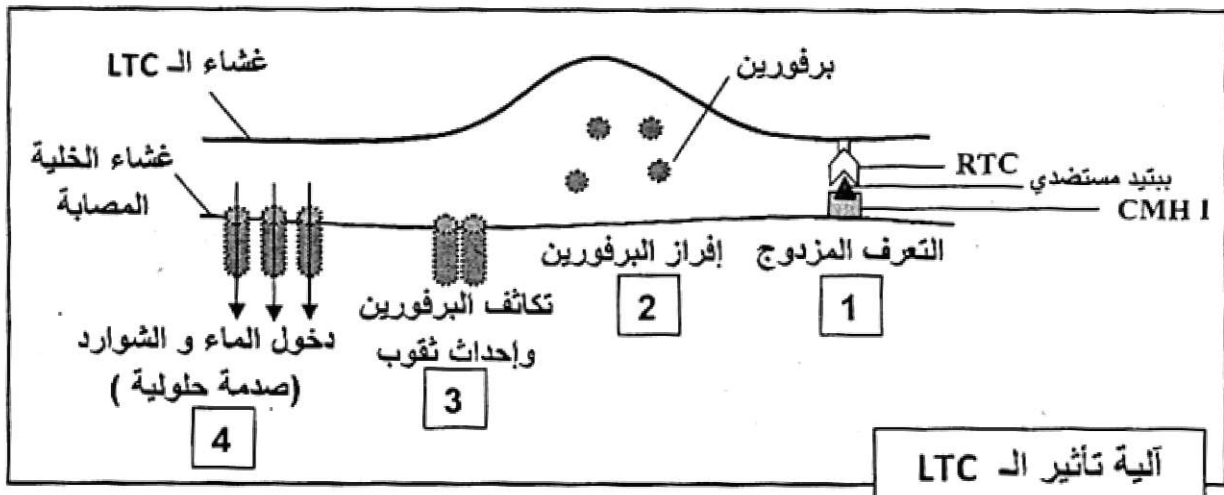 غشاء الـ LTC
برفورين
غشاء الخلية
المصابة
RTC
ببتيد مستضدي
CMH I
التعرف المزدوج
1
إفراز البرفورين
2
تكاثف البرفورين
وإحداث ثقوب
3
دخول الماء و الشوارد
(صدمة حلولية )
4
آلية تأثير الـ LTC